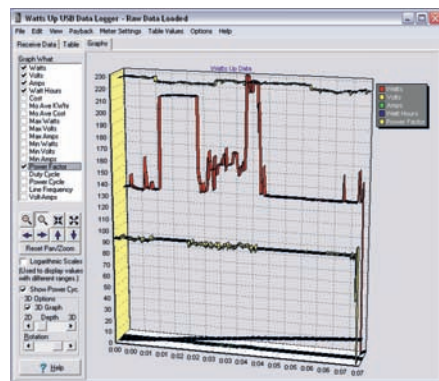 Watts Up USB Data Logger - Raw Data Loaded
File Edit View Payback Meter Settings Table Values Options Help
Receive Data Table Graphs
Graph What
Watts
Volts
Amps
Watt Hours
Cost
Mo Ave KWhr
Mo Ave Cost
Max Watts
Max Volts
Max Amps
Min Watts
Min Volts
Min Amps
Power Factor
Duty Cycle
Power Cycle
Line Frequency
Volt-Amps
Reset Pan/Zoom
Logarithmic Scales
(Used to display values
with different ranges.)
Show Power Cyc.
3D Options
3D Graph
2D Depth 3D
Rotation:
? Help
Watts Up Data
230
220
210
200
190
180
170
160
150
140
130
120
110
100
90
80
70
60
50
40
30
20
10
0
0:00 0:00 0:01 0:01 0:02 0:02 0:03 0:03 0:04 0:04 0:05 0:05 0:06 0:06 0:07 0:07
Watts
Volts
Amps
Watt Hours
Power Factor